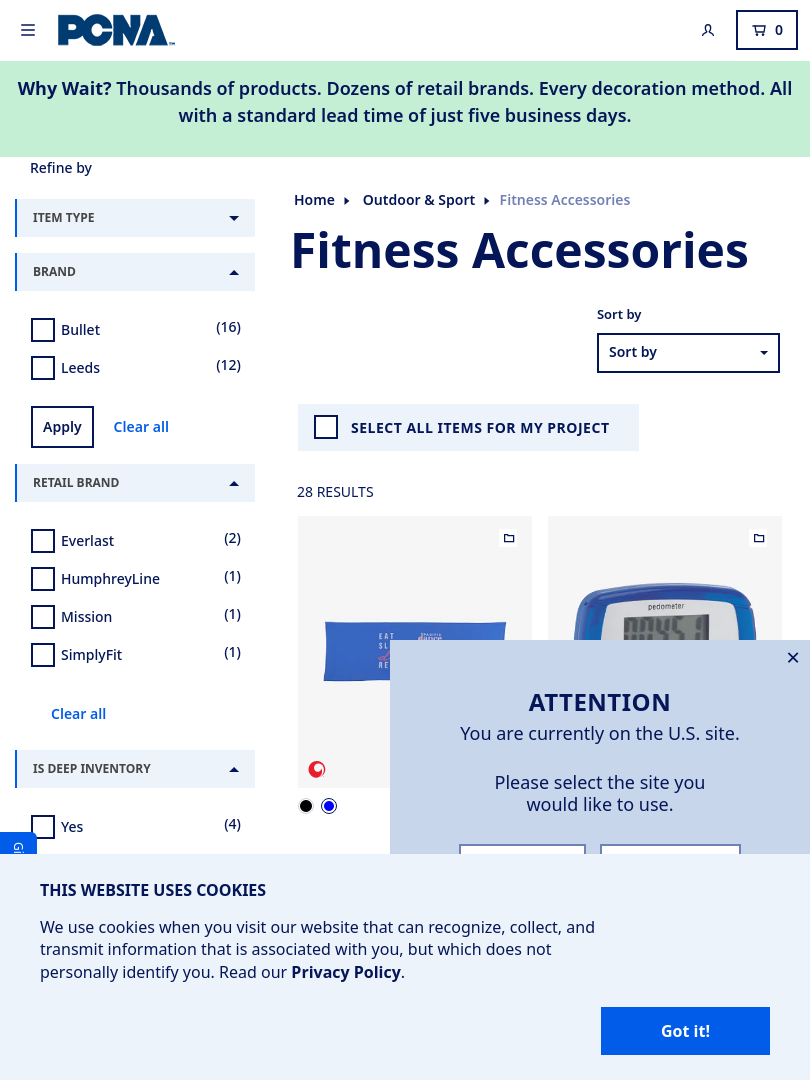 PCNA
0
Why Wait? Thousands of products. Dozens of retail brands. Every decoration method. All
with a standard lead time of just five business days.
Refine by
ITEM TYPE
BRAND
Bullet (16)
Leeds (12)
Apply Clear all
RETAIL BRAND
Everlast (2)
HumphreyLine (1)
Mission (1)
SimplyFit (1)
Clear all
IS DEEP INVENTORY
Yes (4)
Home Outdoor & Sport Fitness Accessories
Fitness Accessories
Sort by
Sort by
SELECT ALL ITEMS FOR MY PROJECT
28 RESULTS
EAT
pedometer
ATTENTION
You are currently on the U.S. site.
Please select the site you
would like to use.
THIS WEBSITE USES COOKIES
We use cookies when you visit our website that can recognize, collect, and
transmit information that is associated with you, but which does not
personally identify you. Read our Privacy Policy.
Got it!